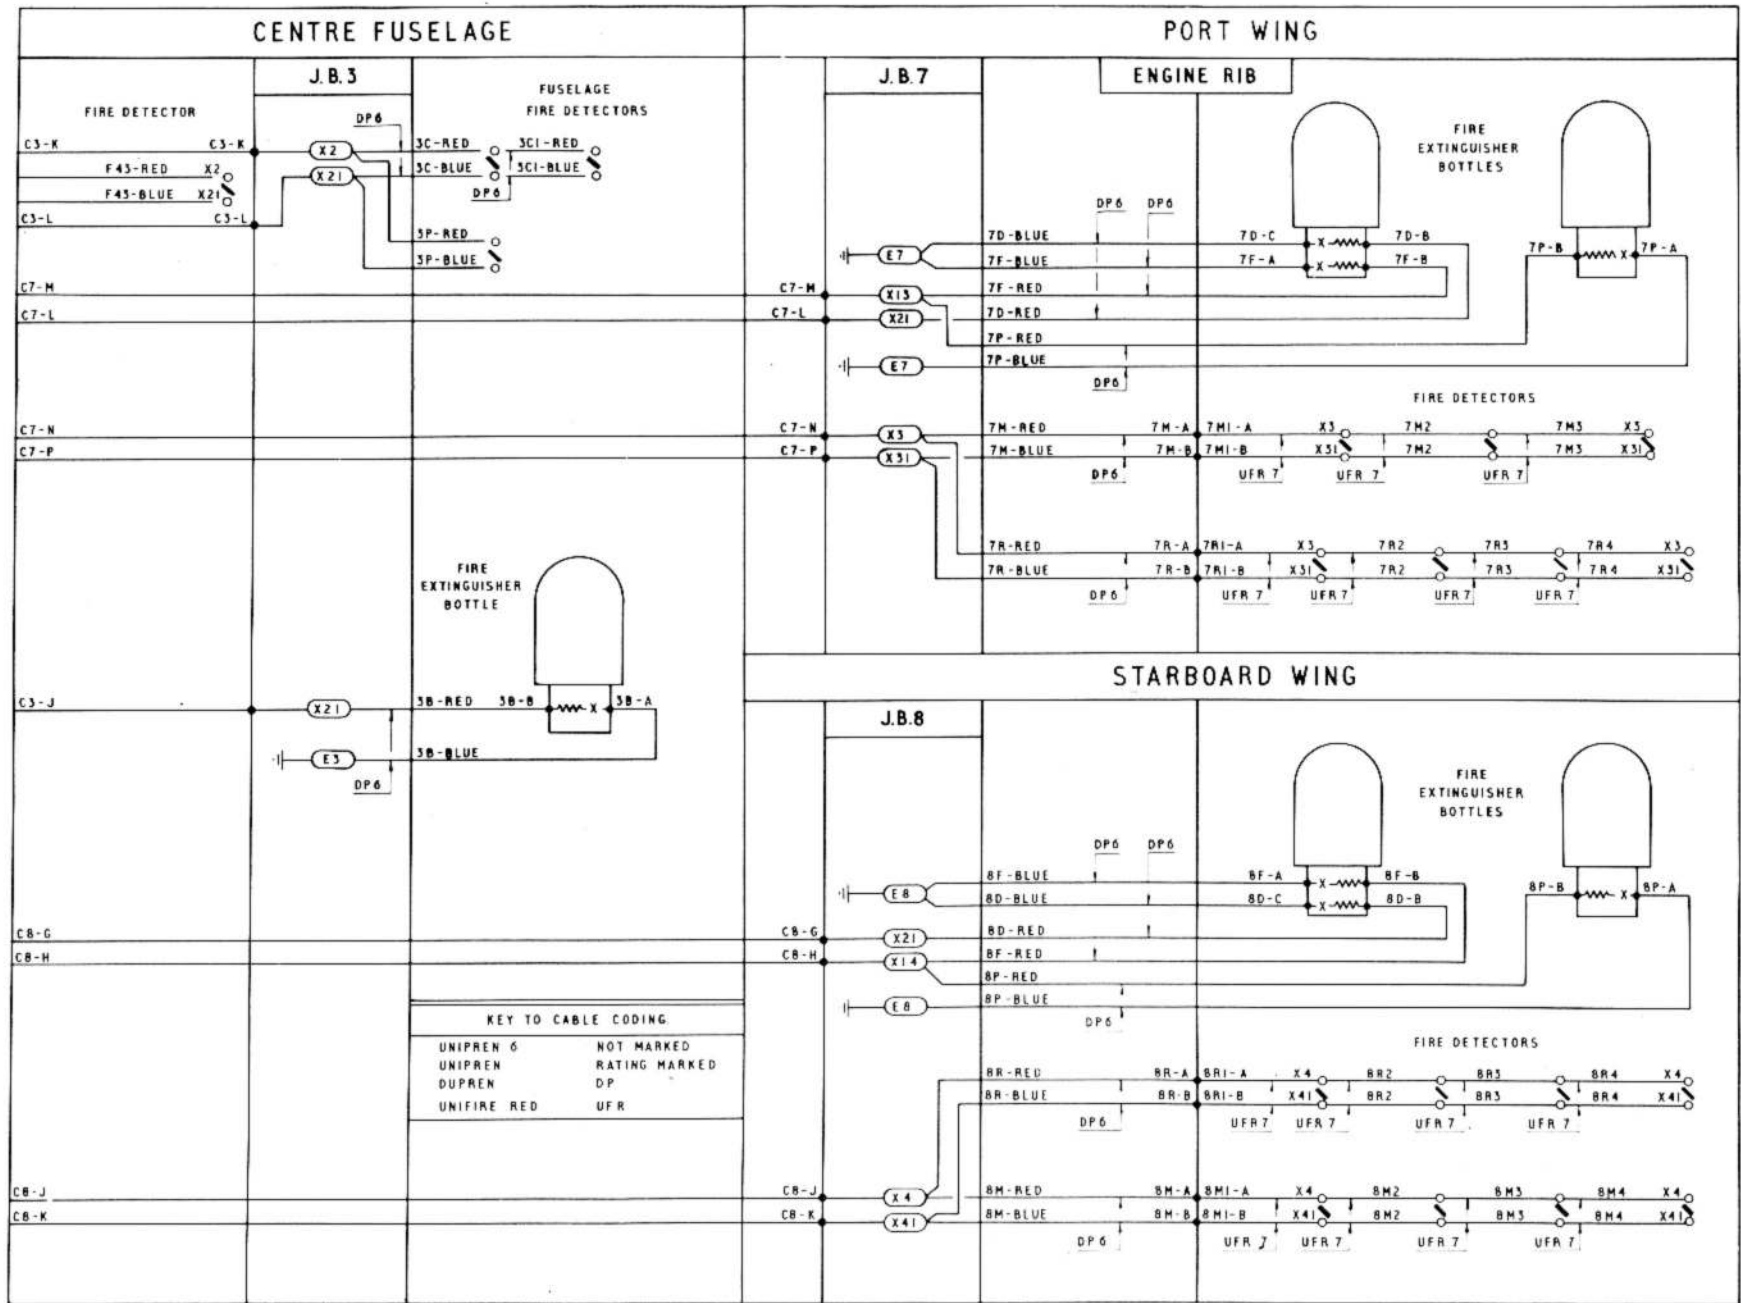 CENTRE FUSELAGE
J.B.3
FIRE DETECTOR
FUSELAGE
FIRE DETECTORS
DP6
C3-K C3-K X2 3C-RED 3C1-RED
F43-RED X2
X21 3C-BLUE 3C1-BLUE
F43-BLUE X21
DP6
C3-L C3-L
3P-RED
3P-BLUE
C7-M
C7-L
C7-N
C7-P
FIRE
EXTINGUISHER
BOTTLE
C3-J X21 3B-RED 3B-B X 3B-A
E3 3B-BLUE
DP6
C8-G
C8-H
KEY TO CABLE CODING.
UNIPREN 6 NOT MARKED
UNIPREN RATING MARKED
DUPREN DP
UNIFIRE RED UFR
C8-J
C8-K
PORT WING
J.B.7
ENGINE RIB
FIRE
EXTINGUISHER
BOTTLES
DP6 DP6
7D-BLUE 7D-C X 7D-B
E7
7P-B X 7P-A
7F-BLUE 7F-A X 7F-B
C7-M X13 7F-RED
C7-L X21 7D-RED
7P-RED
E7 7P-BLUE
DP6
FIRE DETECTORS
C7-N X3 7M-RED 7M-A 7M1-A X3 7M2 7M3 X3
C7-P X31 7M-BLUE 7M-B 7M1-B X31 7M2 7M3 X31
DP6 UFR 7 UFR 7 UFR 7
7R-RED 7R-A 7R1-A X3 7R2 7R3 7R4 X3
7R-BLUE 7R-B 7R1-B X31 7R2 7R3 7R4 X31
DP6 UFR 7 UFR 7 UFR 7 UFR 7
STARBOARD WING
J.B.8
FIRE
EXTINGUISHER
BOTTLES
DP6 DP6
8F-BLUE 8F-A X 8F-B
E8
8P-B X 8P-A
8D-BLUE 8D-C X 8D-B
C8-G X21 8D-RED
C8-H X14 8F-RED
8P-RED
E8 8P-BLUE
DP6
FIRE DETECTORS
8R-RED 8R-A 8R1-A X4 8R2 8R3 8R4 X4
8R-BLUE 8R-B 8R1-B X41 8R2 8R3 8R4 X41
DP6 UFR 7 UFR 7 UFR 7 UFR 7
C8-J X4 8M-RED 8M-A 8M1-A X4 8M2 8M3 8M4 X4
C8-K X41 8M-BLUE 8M-B 8M1-B X41 8M2 8M3 8M4 X41
DP6 UFR 7 UFR 7 UFR 7 UFR 7